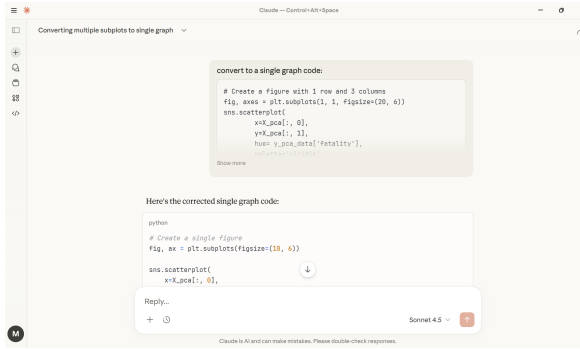 Claude -- Control+Alt+Space
Converting multiple subplots to single graph
convert to a single graph code:
# Create a figure with 1 row and 3 columns
fig, axes = plt.subplots(1, 1, figsize=(20, 6))
sns.scatterplot(
x=X_pca[:, 0],
y=X_pca[:, 1],
hue= y_pca_data['fatality'],
palette='viridis'
Show more
Here's the corrected single graph code:
python
# Create a single figure
fig, ax = plt.subplots(figsize=(10, 6))
sns.scatterplot(
x=X_pca[:, 0],
Reply...
Sonnet 4.5
M
Claude is AI and can make mistakes. Please double-check responses.